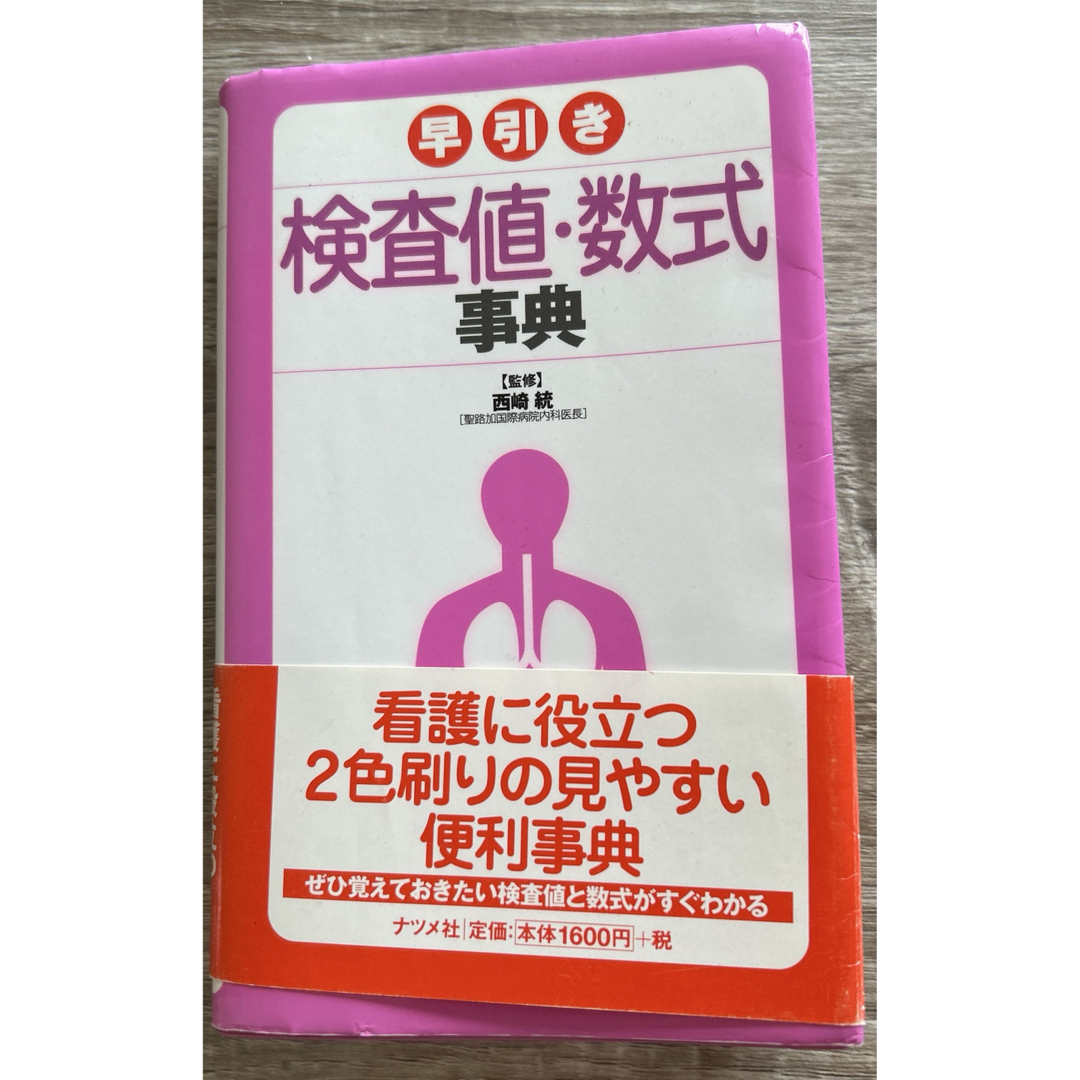 早引き
検査値・数式
事典
【監修】
西崎 統
[聖路加国際病院内科医長]
看護に役立つ
2色刷りの見やすい
便利事典
ぜひ覚えておきたい検査値と数式がすぐわかる
ナツメ社|定価:本体1600円+税